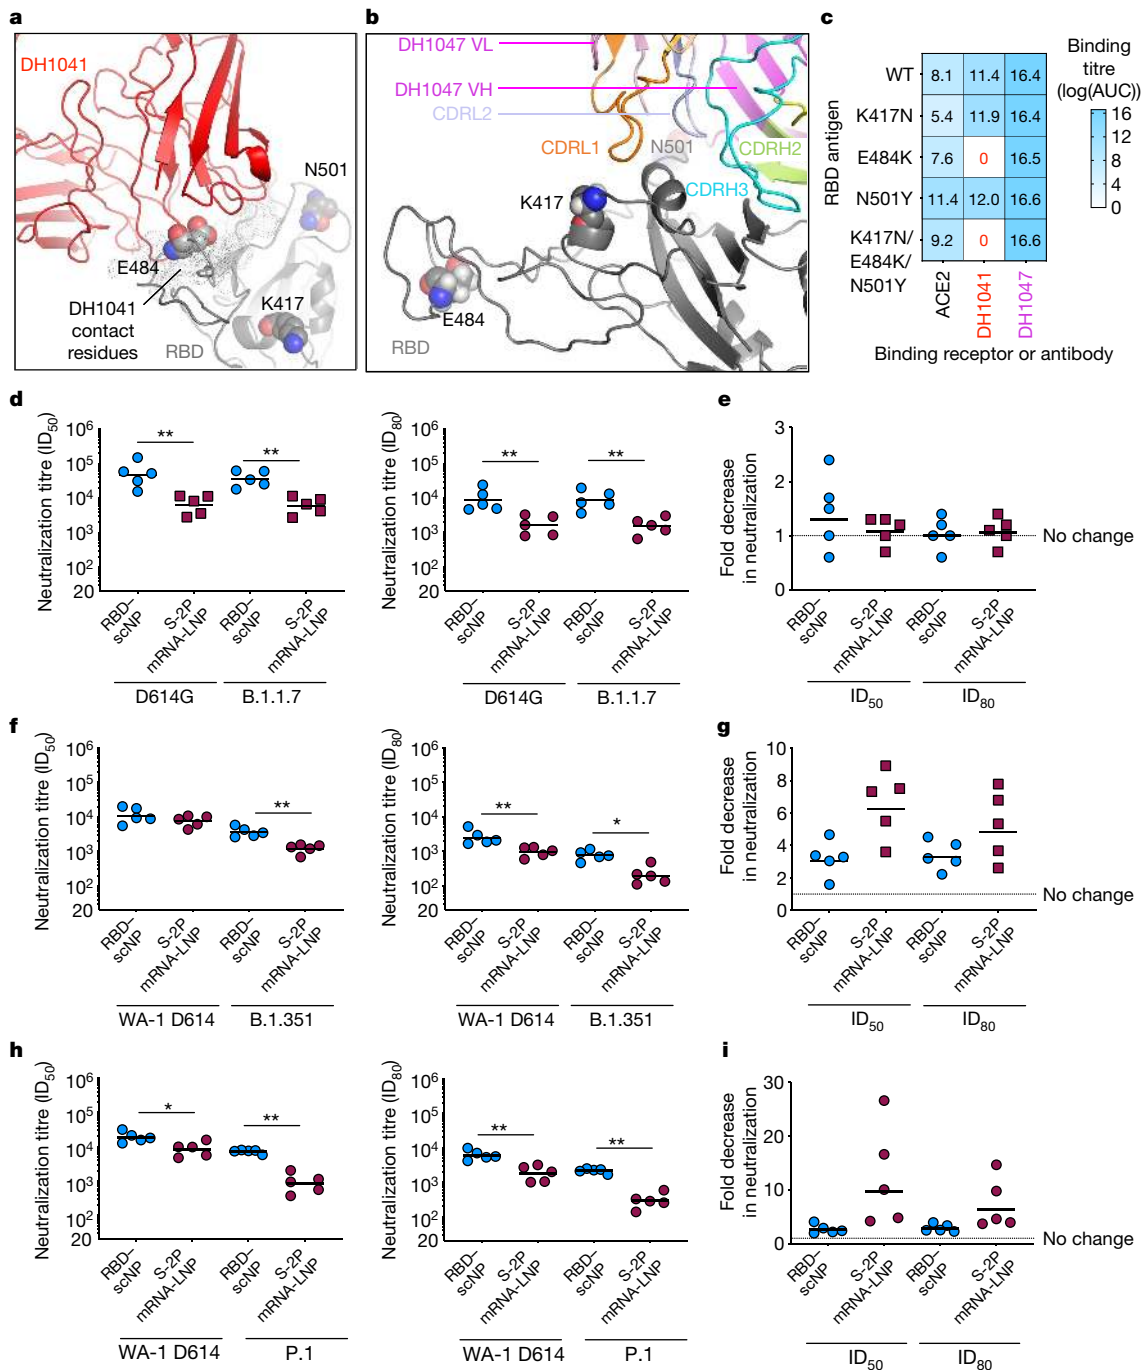 a
DH1041
N501
E484
K417
DH1041
contact
residues
RBD
b
DH1047 VL
DH1047 VH
CDRL2
CDRL1
N501
CDRH2
CDRH3
K417
E484
RBD
c
Binding
titre
(log(AUC))
RBD antigen
WT 8.1 11.4 16.4
K417N 5.4 11.9 16.4
E484K 7.6 0 16.5
N501Y 11.4 12.0 16.6
K417N/
E484K/
N501Y
9.2 0 16.6
16
12
8
4
0
ACE2 DH1041 DH1047
Binding receptor or antibody
d
Neutralization titre (ID50)
10^6
10^5
10^4
10^3
10^2
20
** **
RBD–
scNP
S-2P
mRNA-LNP
RBD–
scNP
S-2P
mRNA-LNP
D614G B.1.1.7
Neutralization titre (ID80)
10^6
10^5
10^4
10^3
10^2
20
** **
RBD–
scNP
S-2P
mRNA-LNP
RBD–
scNP
S-2P
mRNA-LNP
D614G B.1.1.7
e
Fold decrease
in neutralization
3
2
1
0
No change
RBD–
scNP
S-2P
mRNA-LNP
RBD–
scNP
S-2P
mRNA-LNP
ID50 ID80
f
Neutralization titre (ID50)
10^6
10^5
10^4
10^3
10^2
20
**
RBD–
scNP
S-2P
mRNA-LNP
RBD–
scNP
S-2P
mRNA-LNP
WA-1 D614 B.1.351
Neutralization titre (ID80)
10^6
10^5
10^4
10^3
10^2
20
** *
RBD–
scNP
S-2P
mRNA-LNP
RBD–
scNP
S-2P
mRNA-LNP
WA-1 D614 B.1.351
g
Fold decrease
in neutralization
10
8
6
4
2
0
No change
RBD–
scNP
S-2P
mRNA-LNP
RBD–
scNP
S-2P
mRNA-LNP
ID50 ID80
h
Neutralization titre (ID50)
10^6
10^5
10^4
10^3
10^2
20
* **
RBD–
scNP
S-2P
mRNA-LNP
RBD–
scNP
S-2P
mRNA-LNP
WA-1 D614 P.1
Neutralization titre (ID80)
10^6
10^5
10^4
10^3
10^2
20
** **
RBD–
scNP
S-2P
mRNA-LNP
RBD–
scNP
S-2P
mRNA-LNP
WA-1 D614 P.1
i
Fold decrease
in neutralization
30
20
10
0
No change
RBD–
scNP
S-2P
mRNA-LNP
RBD–
scNP
S-2P
mRNA-LNP
ID50 ID80